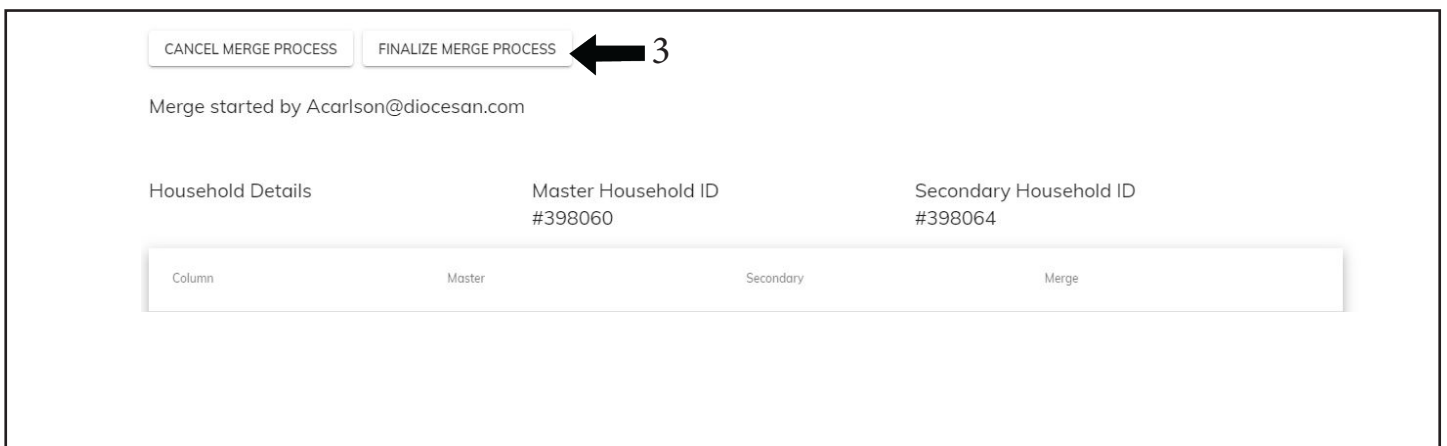 CANCEL MERGE PROCESS FINALIZE MERGE PROCESS 3
Merge started by Acarlson@diocesan.com
Household Details Master Household ID Secondary Household ID
#398060 #398064
Column Master Secondary Merge